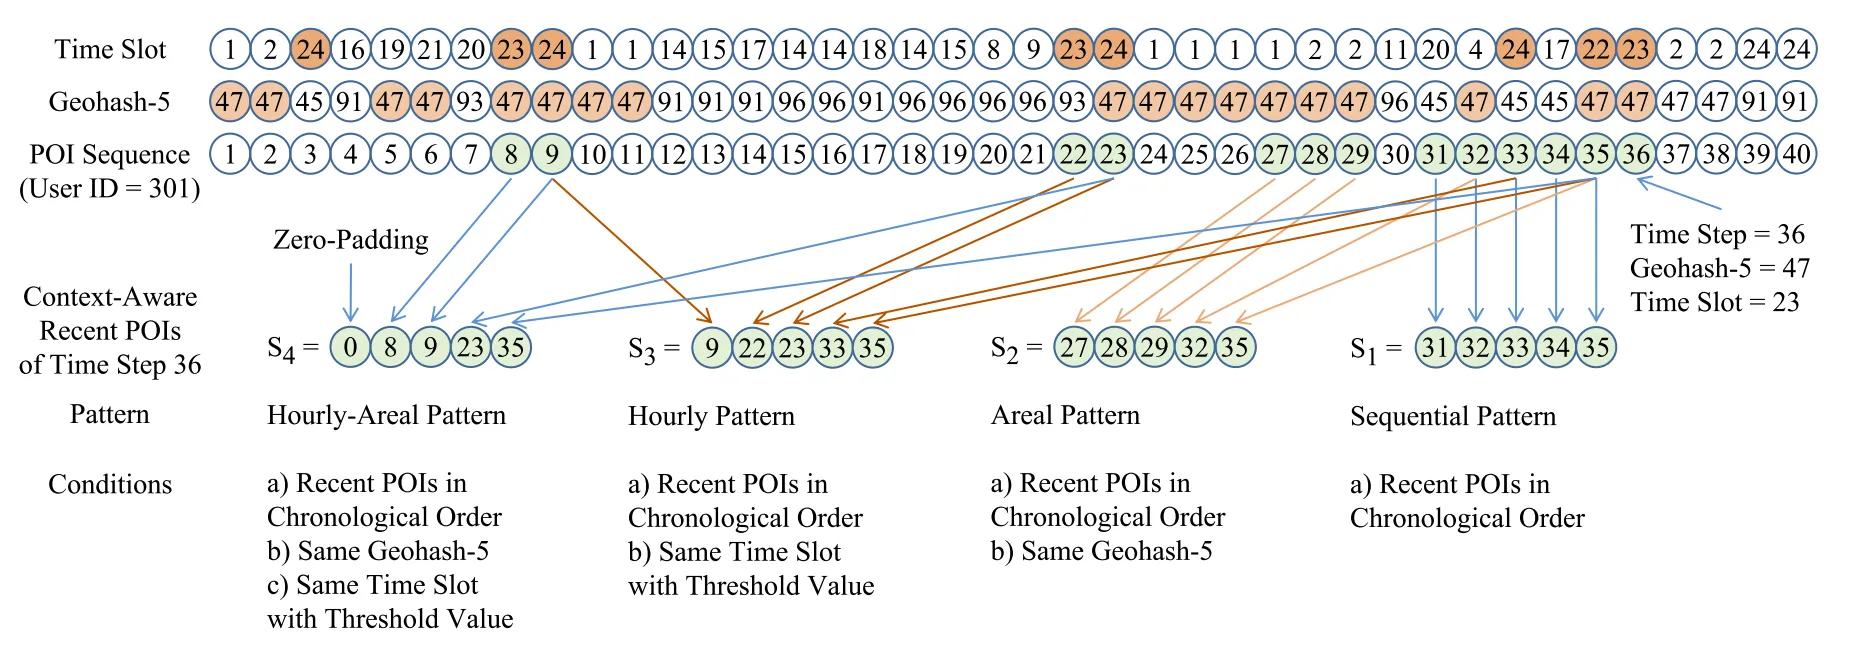 Time Slot 1 2 24 16 19 21 20 23 24 1 1 14 15 17 14 14 18 14 15 8 9 23 24 1 1 1 1 2 2 11 20 4 24 17 22 23 2 2 24 24
Geohash-5 47 47 45 91 47 47 93 47 47 47 47 91 91 91 96 96 91 96 96 96 96 93 47 47 47 47 47 47 47 96 45 47 45 45 47 47 47 47 91 91
POI Sequence 1 2 3 4 5 6 7 8 9 10 11 12 13 14 15 16 17 18 19 20 21 22 23 24 25 26 27 28 29 30 31 32 33 34 35 36 37 38 39 40
(User ID = 301)
Zero-Padding
Time Step = 36
Geohash-5 = 47
Time Slot = 23
Context-Aware
Recent POIs
of Time Step 36
S4 = 0 8 9 23 35
S3 = 9 22 23 33 35
S2 = 27 28 29 32 35
S1 = 31 32 33 34 35
Pattern
Hourly-Areal Pattern
Hourly Pattern
Areal Pattern
Sequential Pattern
Conditions
a) Recent POIs in
Chronological Order
b) Same Geohash-5
c) Same Time Slot
with Threshold Value
a) Recent POIs in
Chronological Order
b) Same Time Slot
with Threshold Value
a) Recent POIs in
Chronological Order
b) Same Geohash-5
a) Recent POIs in
Chronological Order